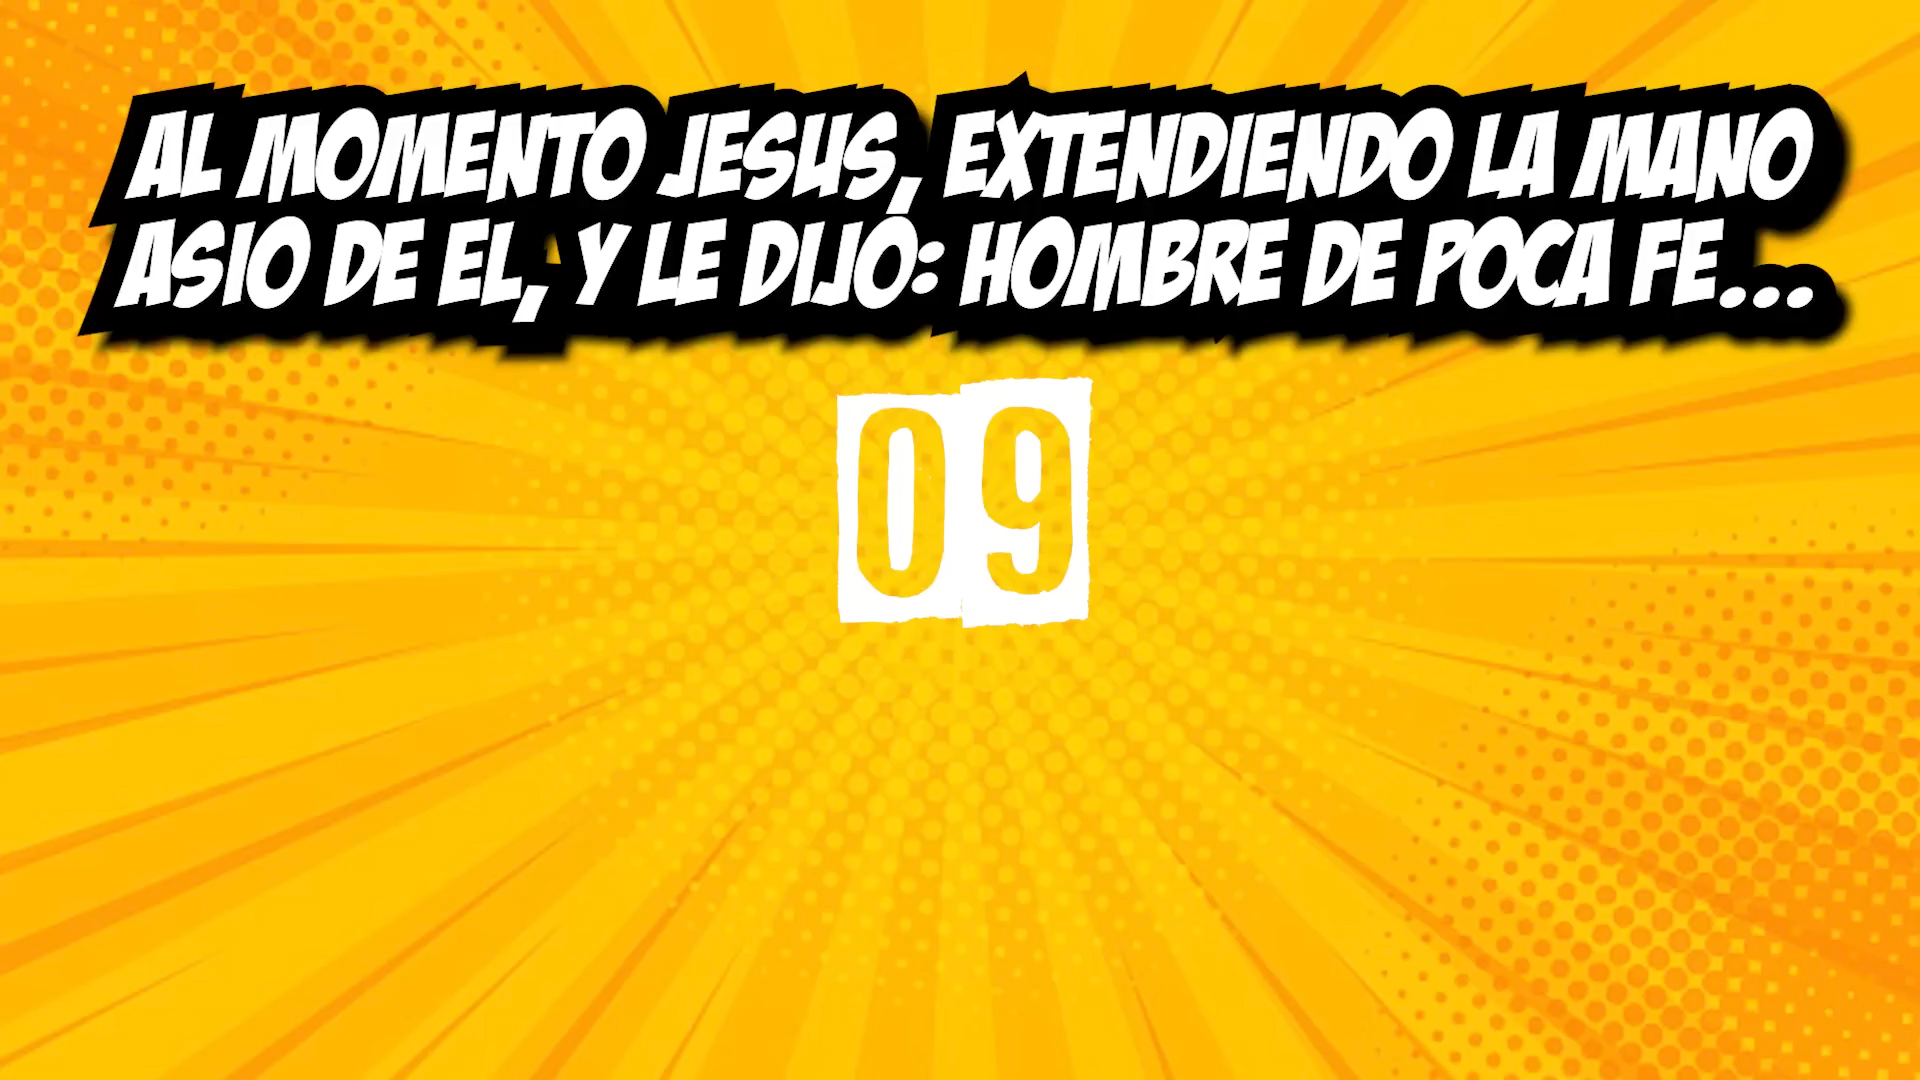 AL MOMENTO JESUS, EXTENDIENDO LA MANO
ASIO DE EL, Y LE DIJO: HOMBRE DE POCA FE...
09